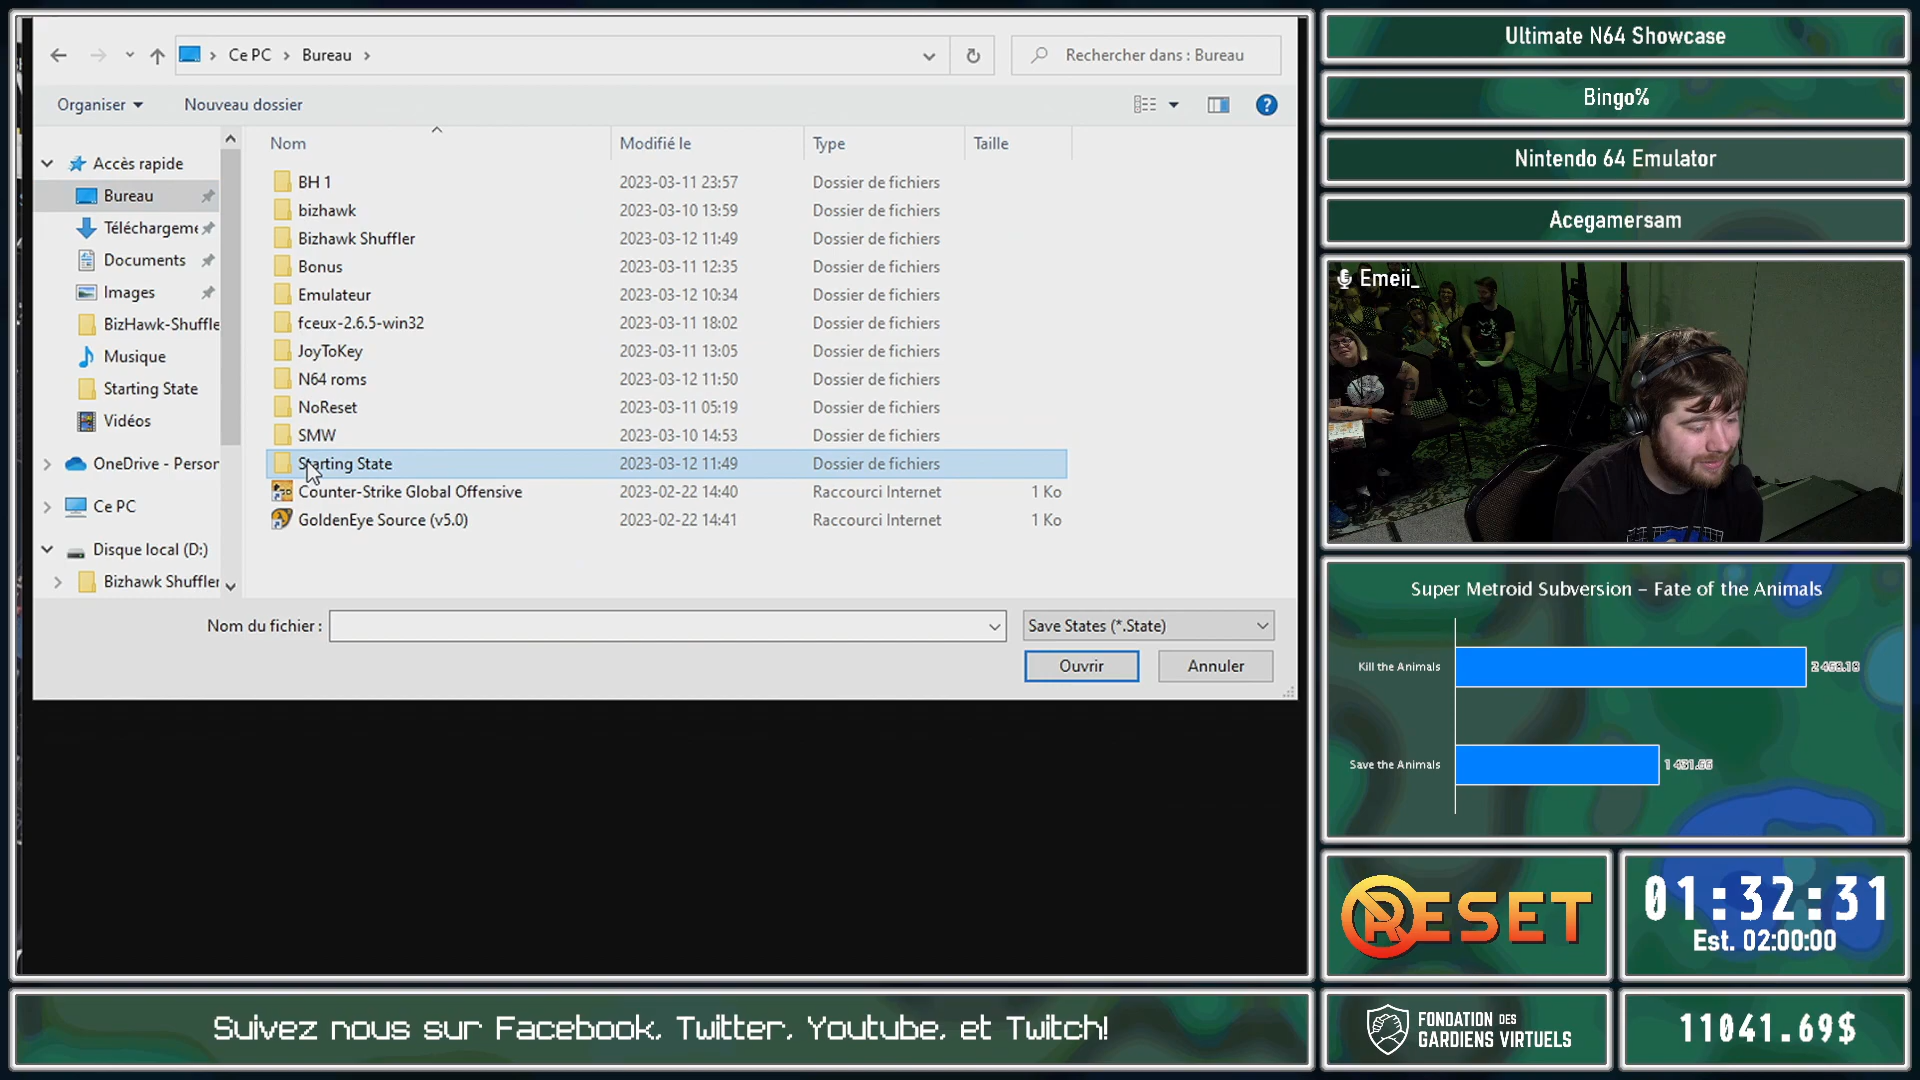 Ce PC > Bureau >
Rechercher dans : Bureau
Organiser
Nouveau dossier
Nom
Modifié le
Type
Taille
Accès rapide
Bureau
Téléchargeme
Documents
Images
BizHawk-Shuffle
Musique
Starting State
Vidéos
OneDrive - Person
Ce PC
Disque local (D:)
Bizhawk Shuffler
BH 1 2023-03-11 23:57 Dossier de fichiers
bizhawk 2023-03-10 13:59 Dossier de fichiers
Bizhawk Shuffler 2023-03-12 11:49 Dossier de fichiers
Bonus 2023-03-11 12:35 Dossier de fichiers
Emulateur 2023-03-12 10:34 Dossier de fichiers
fceux-2.6.5-win32 2023-03-11 18:02 Dossier de fichiers
JoyToKey 2023-03-11 13:05 Dossier de fichiers
N64 roms 2023-03-12 11:50 Dossier de fichiers
NoReset 2023-03-11 05:19 Dossier de fichiers
SMW 2023-03-10 14:53 Dossier de fichiers
Starting State 2023-03-12 11:49 Dossier de fichiers
Counter-Strike Global Offensive 2023-02-22 14:40 Raccourci Internet 1 Ko
GoldenEye Source (v5.0) 2023-02-22 14:41 Raccourci Internet 1 Ko
Nom du fichier :
Save States (*.State)
Ouvrir
Annuler
Ultimate N64 Showcase
Bingo%
Nintendo 64 Emulator
Acegamersam
Emeii_
Super Metroid Subversion - Fate of the Animals
Kill the Animals
Save the Animals
RESET
01:32:31
Est. 02:00:00
Suivez nous sur Facebook, Twitter, Youtube, et Twitch!
FONDATION DES
GARDIENS VIRTUELS
11041.69$